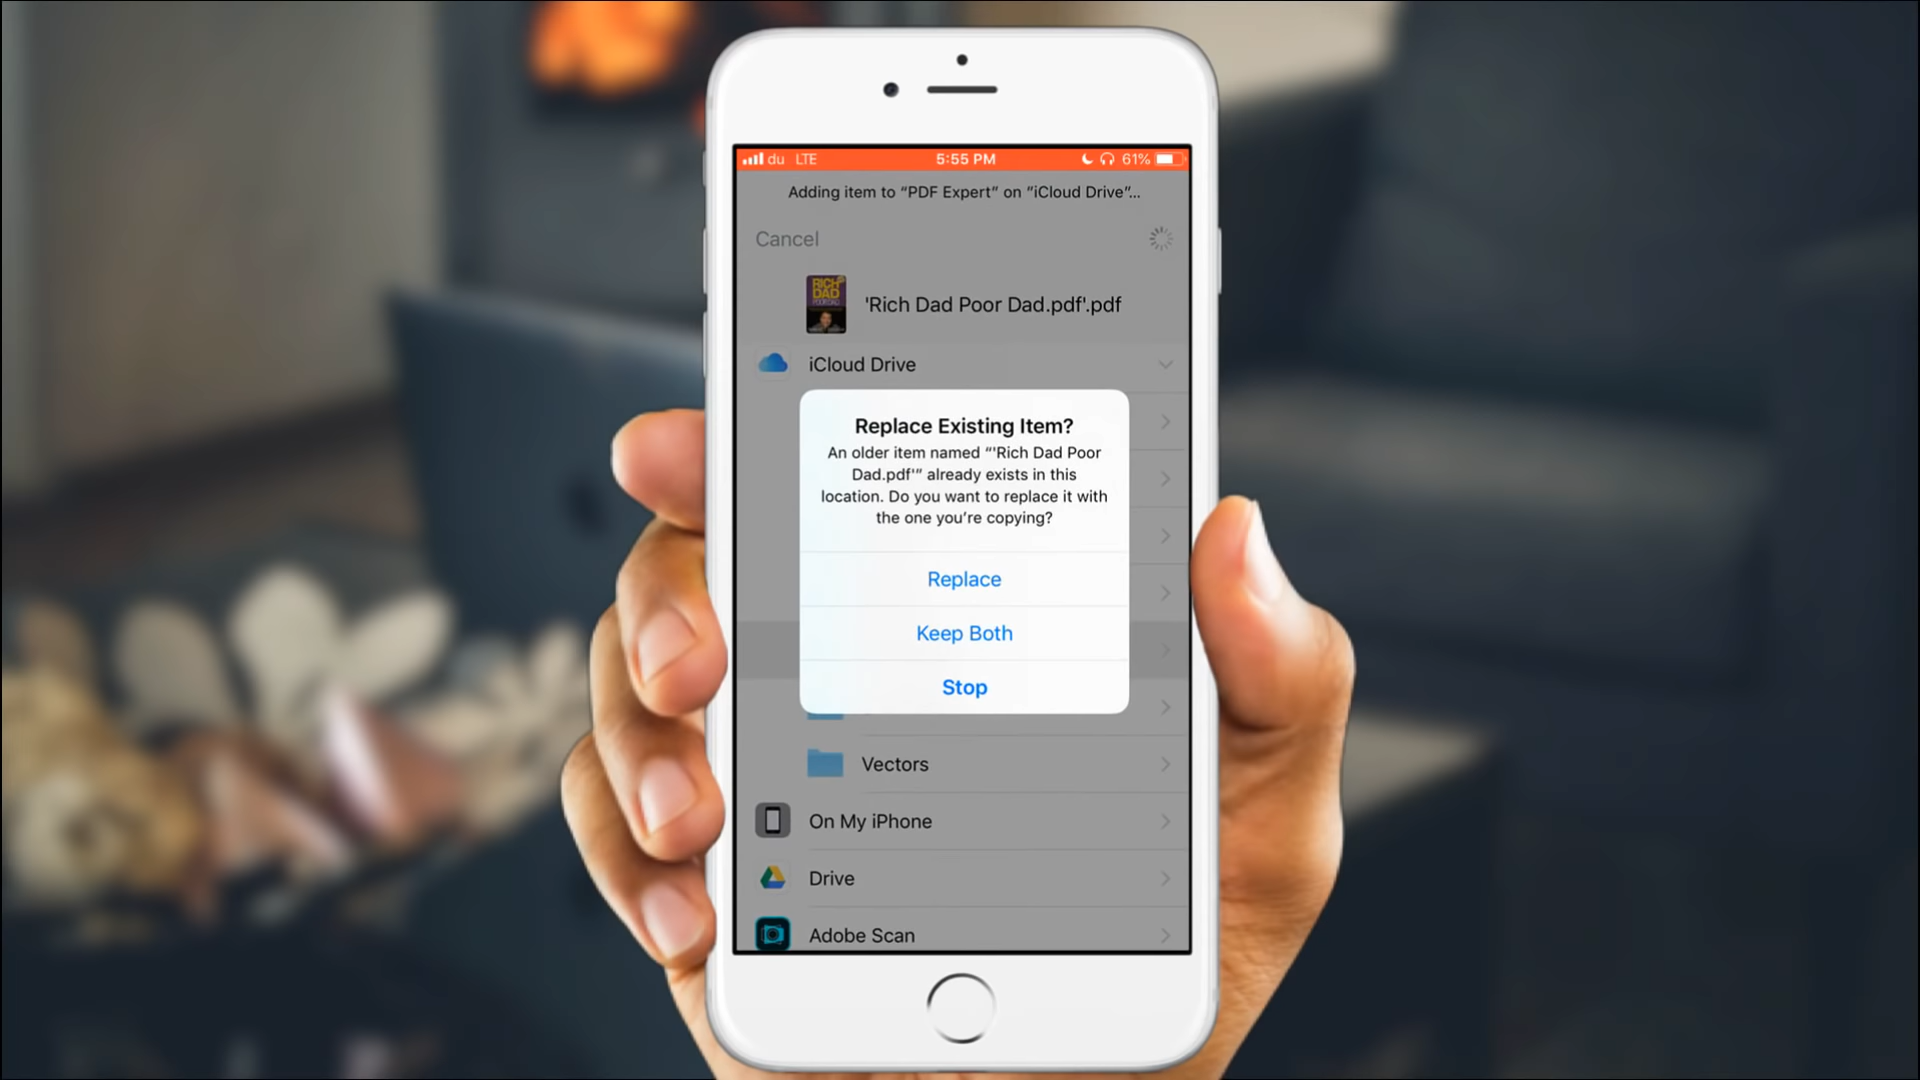 du LTE 5:55 PM 61%
Adding item to “PDF Expert” on “iCloud Drive”...
Cancel
RICH
DAD
'Rich Dad Poor Dad.pdf'.pdf
iCloud Drive
Replace Existing Item?
An older item named “'Rich Dad Poor
Dad.pdf'” already exists in this
location. Do you want to replace it with
the one you’re copying?
Replace
Keep Both
Stop
Vectors
On My iPhone
Drive
Adobe Scan